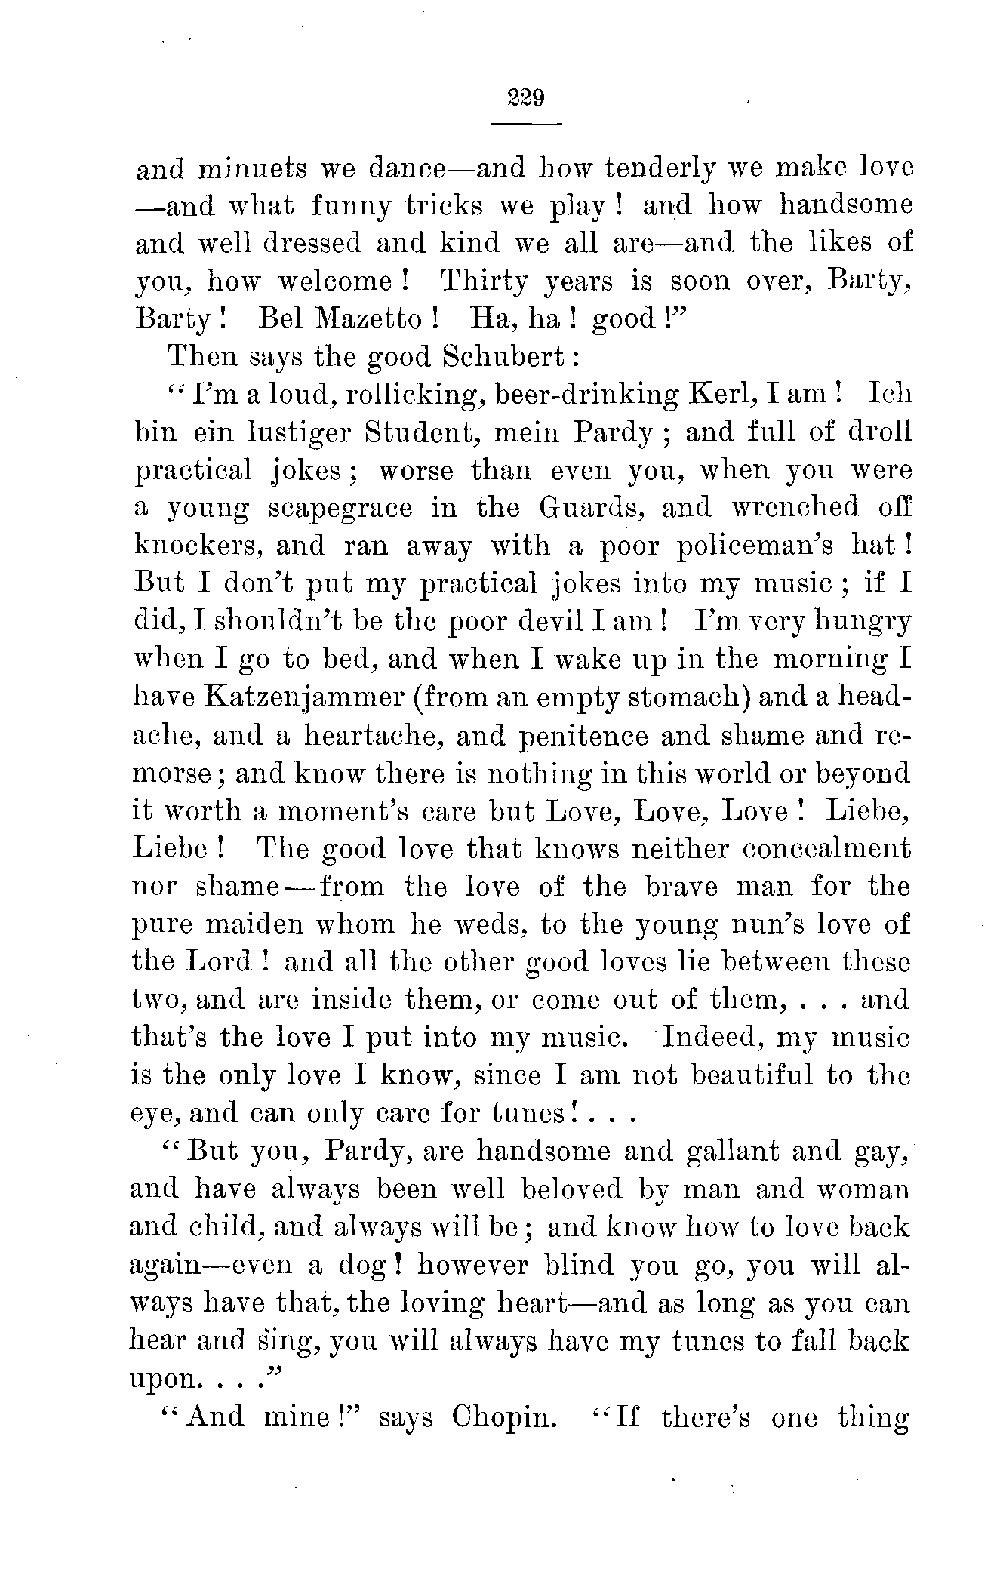 229
and minuets we dance—and how tenderly we make love
—and what funny tricks we play! and how handsome
and well dressed and kind we all are—and the likes of
you, how welcome! Thirty years is soon over, Barty,
Barty! Bel Mazetto! Ha, ha! good!”
Then says the good Schubert:
“I’m a loud, rollicking, beer-drinking Kerl, I am! Ich
bin ein lustiger Student, mein Pardy; and full of droll
practical jokes; worse than even you, when you were
a young scapegrace in the Guards, and wrenched off
knockers, and ran away with a poor policeman’s hat!
But I don’t put my practical jokes into my music; if I
did, I shouldn’t be the poor devil I am! I’m very hungry
when I go to bed, and when I wake up in the morning I
have Katzenjammer (from an empty stomach) and a head-
ache, and a heartache, and penitence and shame and re-
morse; and know there is nothing in this world or beyond
it worth a moment’s care but Love, Love, Love! Liebe,
Liebe! The good love that knows neither concealment
nor shame—from the love of the brave man for the
pure maiden whom he weds, to the young nun’s love of
the Lord! and all the other good loves lie between these
two, and are inside them, or come out of them, . . . and
that’s the love I put into my music. Indeed, my music
is the only love I know, since I am not beautiful to the
eye, and can only care for tunes! . . .
“But you, Pardy, are handsome and gallant and gay,
and have always been well beloved by man and woman
and child, and always will be; and know how to love back
again—even a dog! however blind you go, you will al-
ways have that, the loving heart—and as long as you can
hear and sing, you will always have my tunes to fall back
upon. . . .”
“And mine!” says Chopin. “If there’s one thing